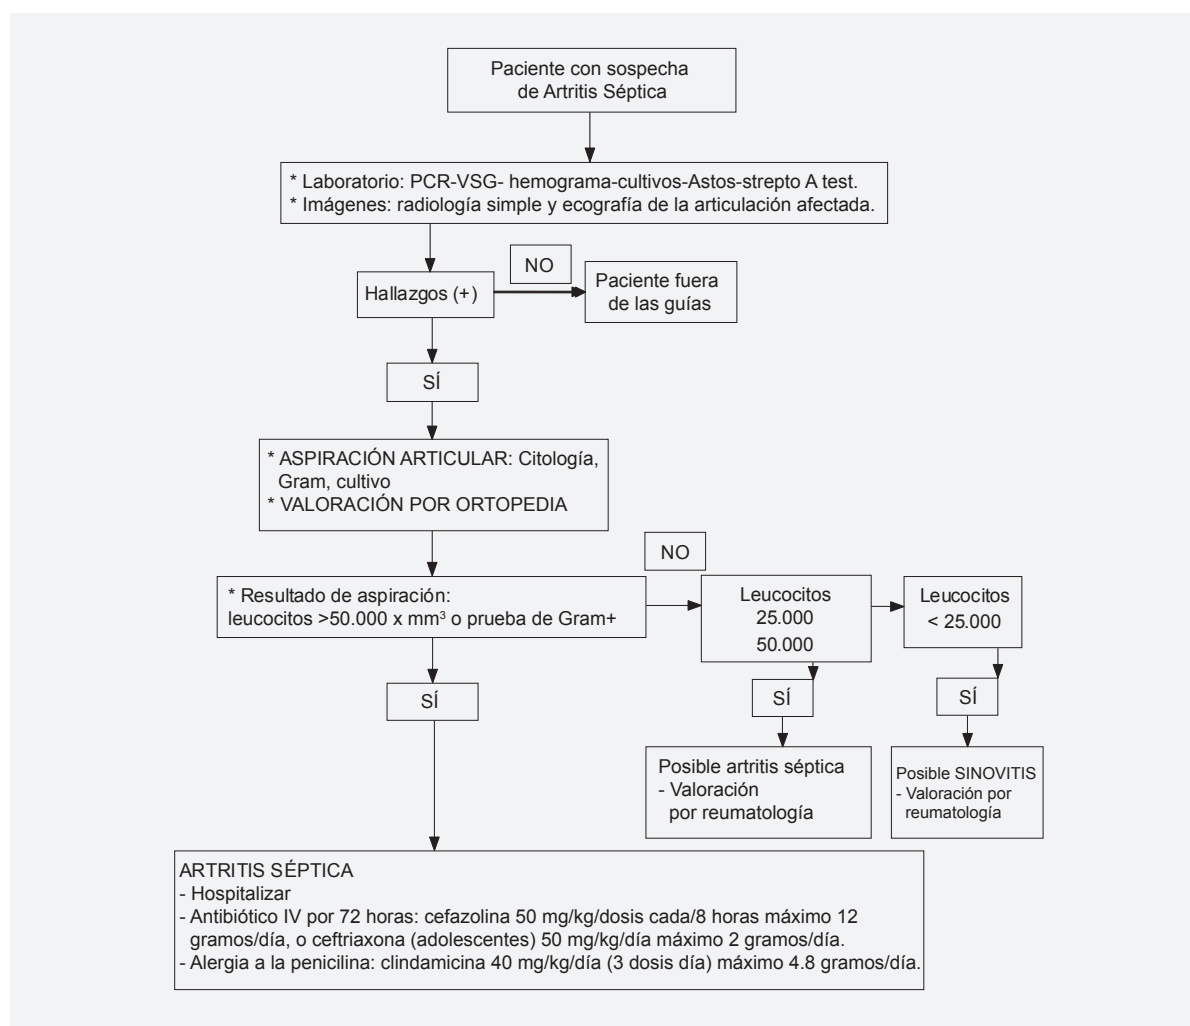 Paciente con sospecha
de Artritis Séptica
* Laboratorio: PCR-VSG- hemograma-cultivos-Astos-strepto A test.
* Imágenes: radiología simple y ecografía de la articulación afectada.
Hallazgos (+)
NO
Paciente fuera
de las guías
SÍ
* ASPIRACIÓN ARTICULAR: Citología,
Gram, cultivo
* VALORACIÓN POR ORTOPEDIA
* Resultado de aspiración:
leucocitos >50.000 x mm³ o prueba de Gram+
NO
Leucocitos
25.000
50.000
Leucocitos
< 25.000
SÍ
SÍ
SÍ
Posible artritis séptica
- Valoración
por reumatología
Posible SINOVITIS
- Valoración por
reumatología
ARTRITIS SÉPTICA
- Hospitalizar
- Antibiótico IV por 72 horas: cefazolina 50 mg/kg/dosis cada/8 horas máximo 12
gramos/día, o ceftriaxona (adolescentes) 50 mg/kg/día máximo 2 gramos/día.
- Alergia a la penicilina: clindamicina 40 mg/kg/día (3 dosis día) máximo 4.8 gramos/día.